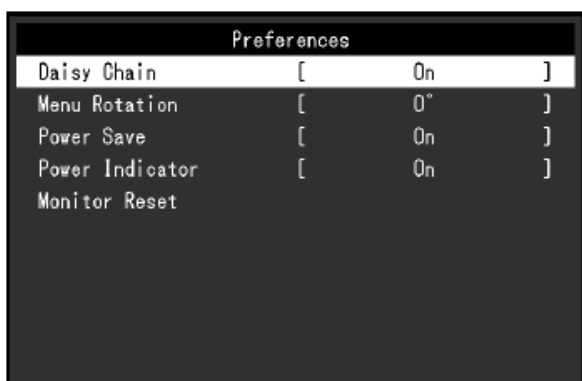 Preferences
Daisy Chain [ On ]
Menu Rotation [ 0° ]
Power Save [ On ]
Power Indicator [ On ]
Monitor Reset